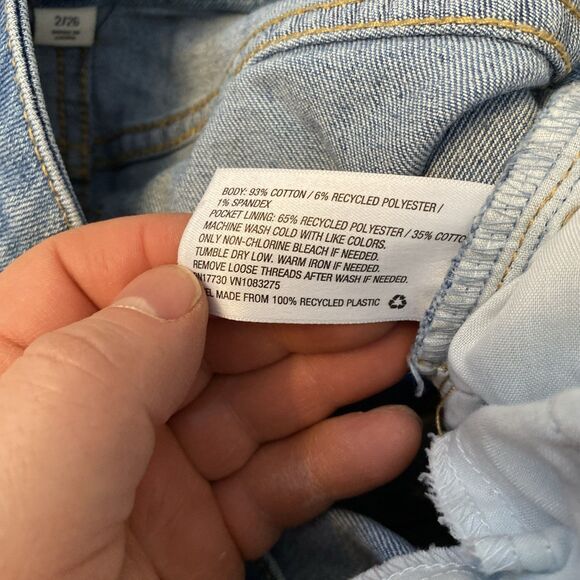 2/26
BODY: 93% COTTON / 6% RECYCLED POLYESTER /
1% SPANDEX
POCKET LINING: 65% RECYCLED POLYESTER / 35% COTTO
MACHINE WASH COLD WITH LIKE COLORS.
ONLY NON-CHLORINE BLEACH IF NEEDED.
TUMBLE DRY LOW. WARM IRON IF NEEDED.
REMOVE LOOSE THREADS AFTER WASH IF NEEDED.
N17730 VN1083275
EL MADE FROM 100% RECYCLED PLASTIC